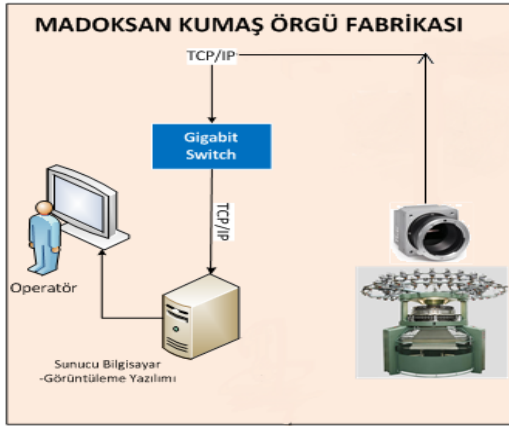 MADOKSAN KUMAŞ ÖRGÜ FABRİKASI
TCP/IP
Gigabit
Switch
TCP/IP
Operatör
Sunucu Bilgisayar
-Görüntüleme Yazılımı